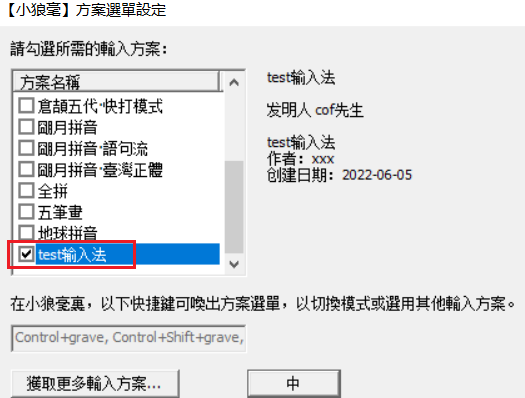 【小狼毫】方案選單設定
請勾選所需的輸入方案：
方案名稱
倉頡五代·快打模式
朙月拼音
朙月拼音·語句流
朙月拼音·臺灣正體
全拼
五筆畫
地球拼音
test输入法
test输入法
发明人 cof先生
test输入法
作者：xxx
创建日期：2022-06-05
在小狼毫裏，以下快捷鍵可喚出方案選單，以切換模式或選用其他輸入方案。
Control+grave, Control+Shift+grave,
獲取更多輸入方案...
中